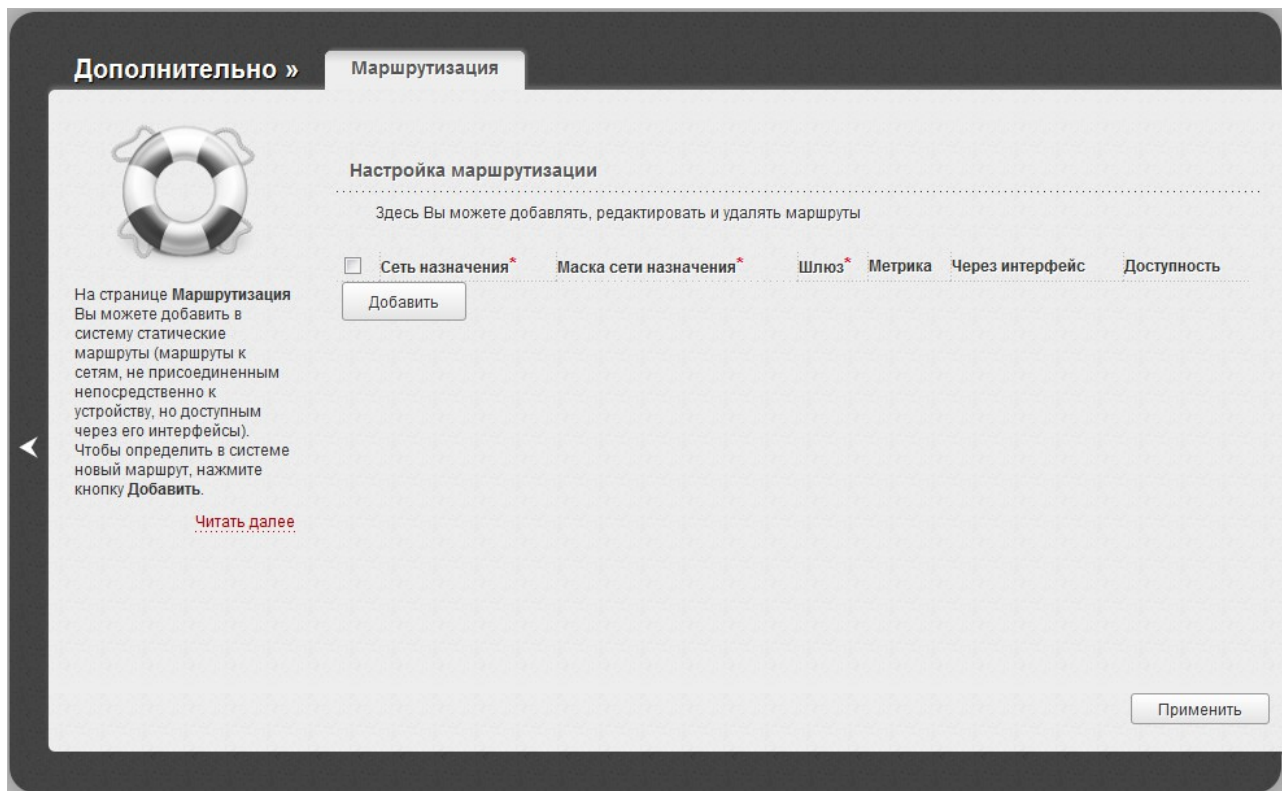 Дополнительно »
Маршрутизация
На странице Маршрутизация
Вы можете добавить в
систему статические
маршруты (маршруты к
сетям, не присоединенным
непосредственно к
устройству, но доступным
через его интерфейсы).
Чтобы определить в системе
новый маршрут, нажмите
кнопку Добавить.
Читать далее
Настройка маршрутизации
Здесь Вы можете добавлять, редактировать и удалять маршруты
Сеть назначения* Маска сети назначения* Шлюз* Метрика Через интерфейс Доступность
Добавить
Применить